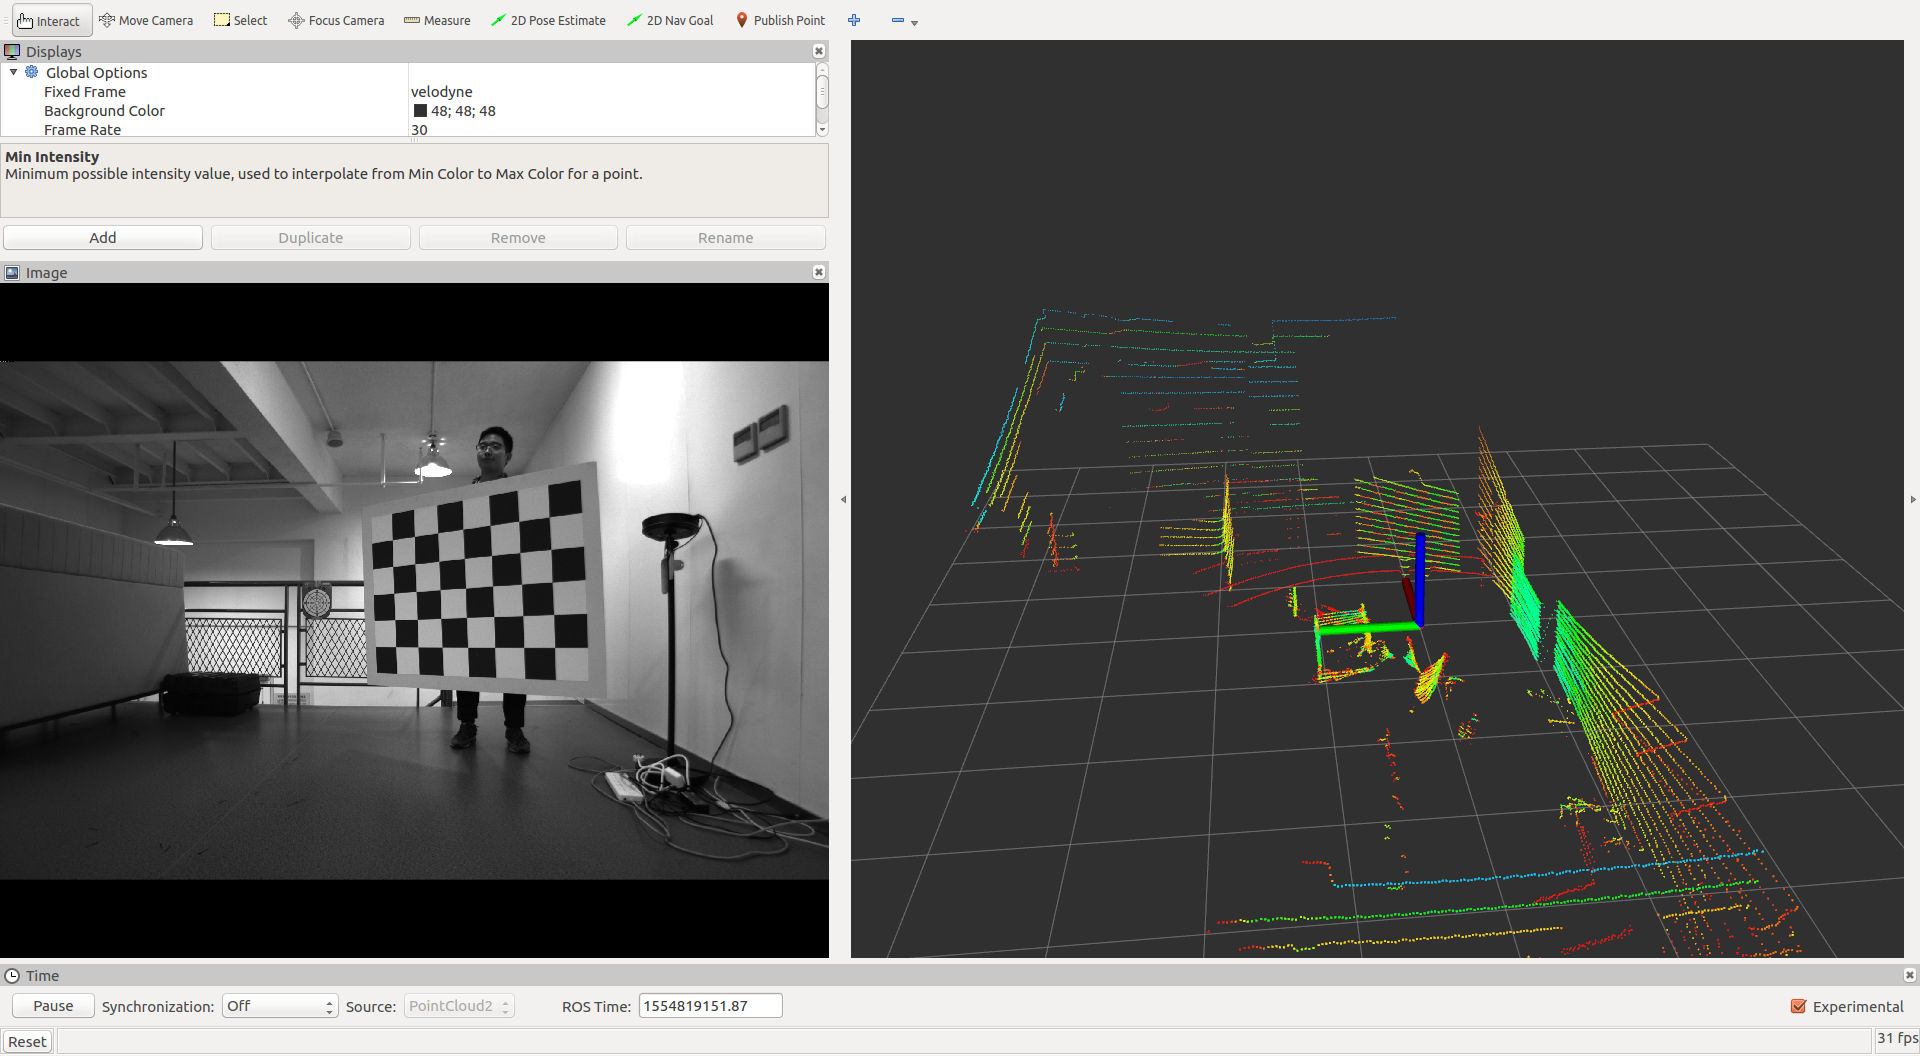 Interact Move Camera Select Focus Camera Measure 2D Pose Estimate 2D Nav Goal Publish Point
Displays
Global Options
Fixed Frame velodyne
Background Color 48; 48; 48
Frame Rate 30
Min Intensity
Minimum possible intensity value, used to interpolate from Min Color to Max Color for a point.
Add Duplicate Remove Rename
Image
Time
Pause Synchronization: Off Source: PointCloud2 ROS Time: 1554819151.87 Experimental
Reset 31 fps